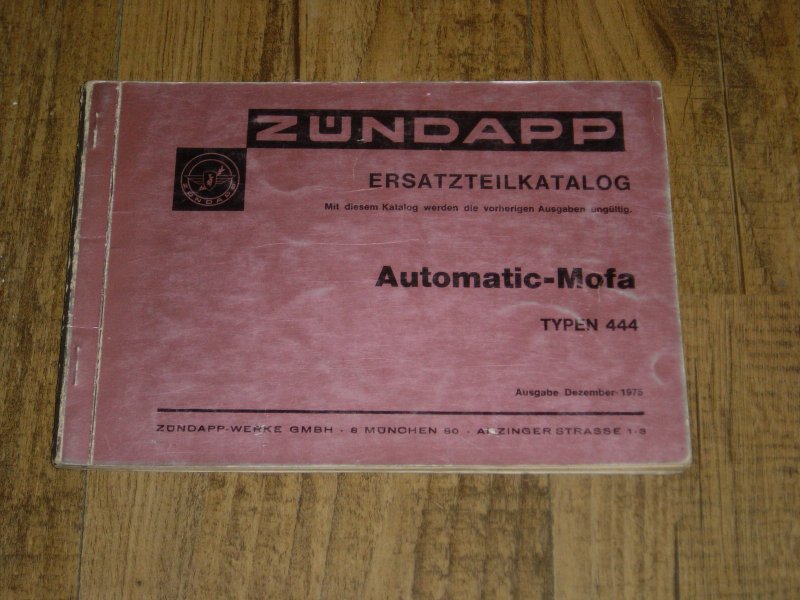 ZÜNDAPP
ZÜNDAPP
ERSATZTEILKATALOG
Mit diesem Katalog werden die vorherigen Ausgaben ungültig.
Automatic-Mofa
TYPEN 444
Ausgabe Dezember 1975
ZÜNDAPP-WERKE GMBH · 8 MÜNCHEN 80 · ANZINGER STRASSE 1-3